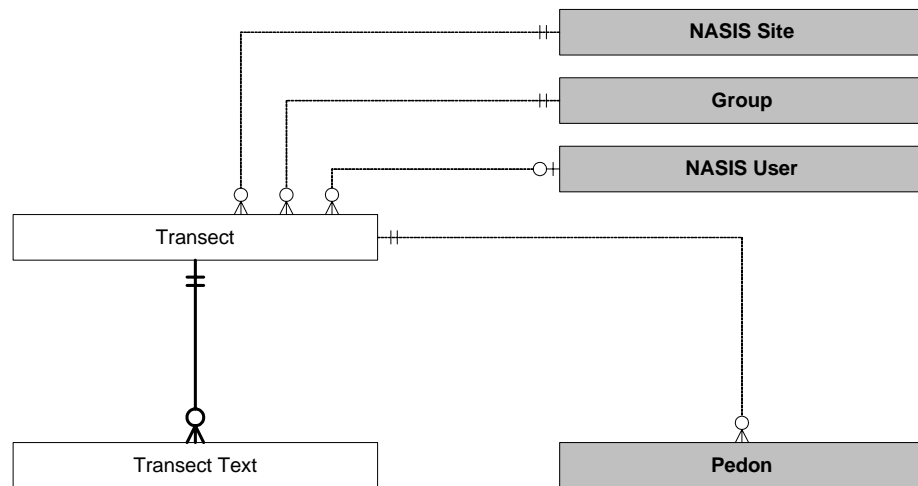 NASIS Site
Group
NASIS User
Transect
Transect Text
Pedon